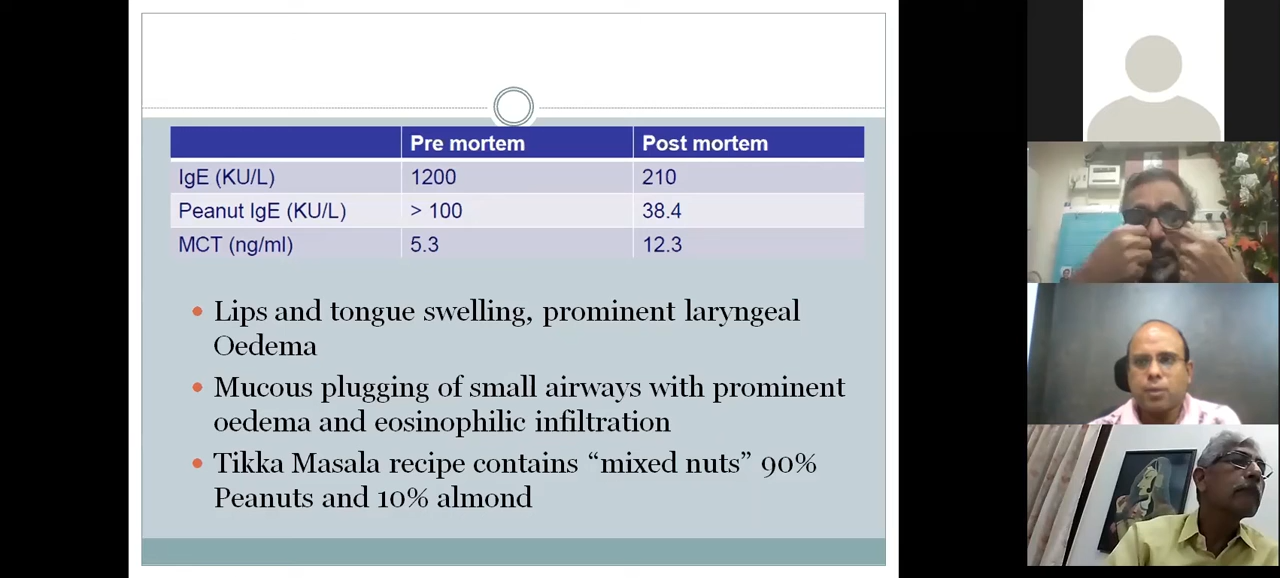 Pre mortem Post mortem
IgE (KU/L) 1200 210
Peanut IgE (KU/L) > 100 38.4
MCT (ng/ml) 5.3 12.3
Lips and tongue swelling, prominent laryngeal
Oedema
Mucous plugging of small airways with prominent
oedema and eosinophilic infiltration
Tikka Masala recipe contains “mixed nuts” 90%
Peanuts and 10% almond